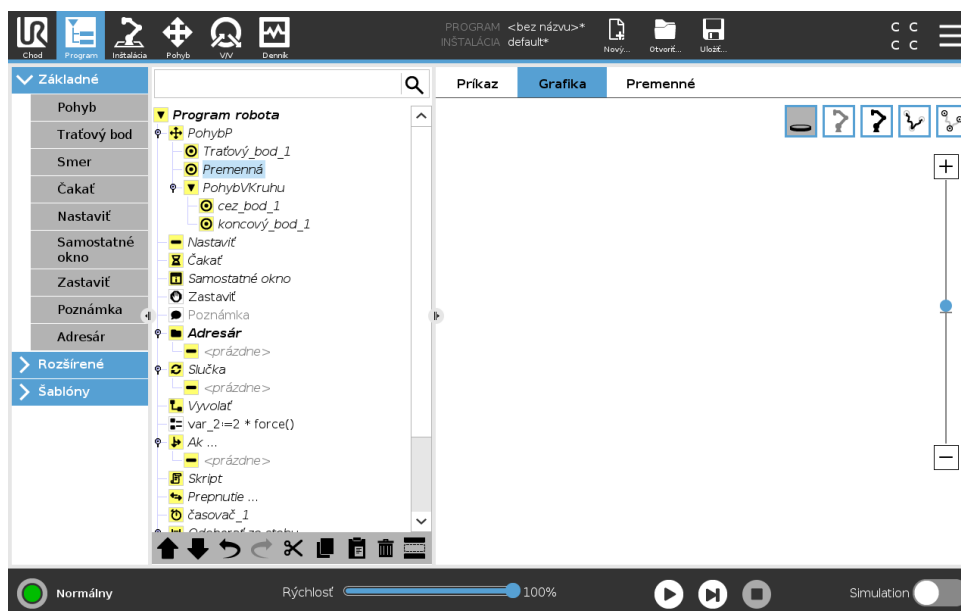 PROGRAM <bez názvu>*
INŠTALÁCIA default*
Chod Program Inštalácia Pohyb V/V Denník Nový... Otvoriť... Uložiť...
C C
C C
Základné
Pohyb
Traťový bod
Smer
Čakať
Nastaviť
Samostatné
okno
Zastaviť
Poznámka
Adresár
Rozšírené
Šablóny
Program robota
PohybP
Traťový_bod_1
Premenná
PohybVKruhu
cez_bod_1
koncový_bod_1
Nastaviť
Čakať
Samostatné okno
Zastaviť
Poznámka
Adresár
<prázdne>
Slučka
<prázdne>
Vyvolať
var_2:=2 * force()
Ak ...
<prázdne>
Skript
Prepnutie ...
časovač_1
Príkaz Grafika Premenné
Normálny
Rýchlosť 100%
Simulation